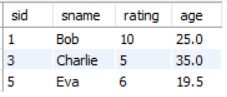 sid sname rating age
1 Bob 10 25.0
3 Charlie 5 35.0
5 Eva 6 19.5